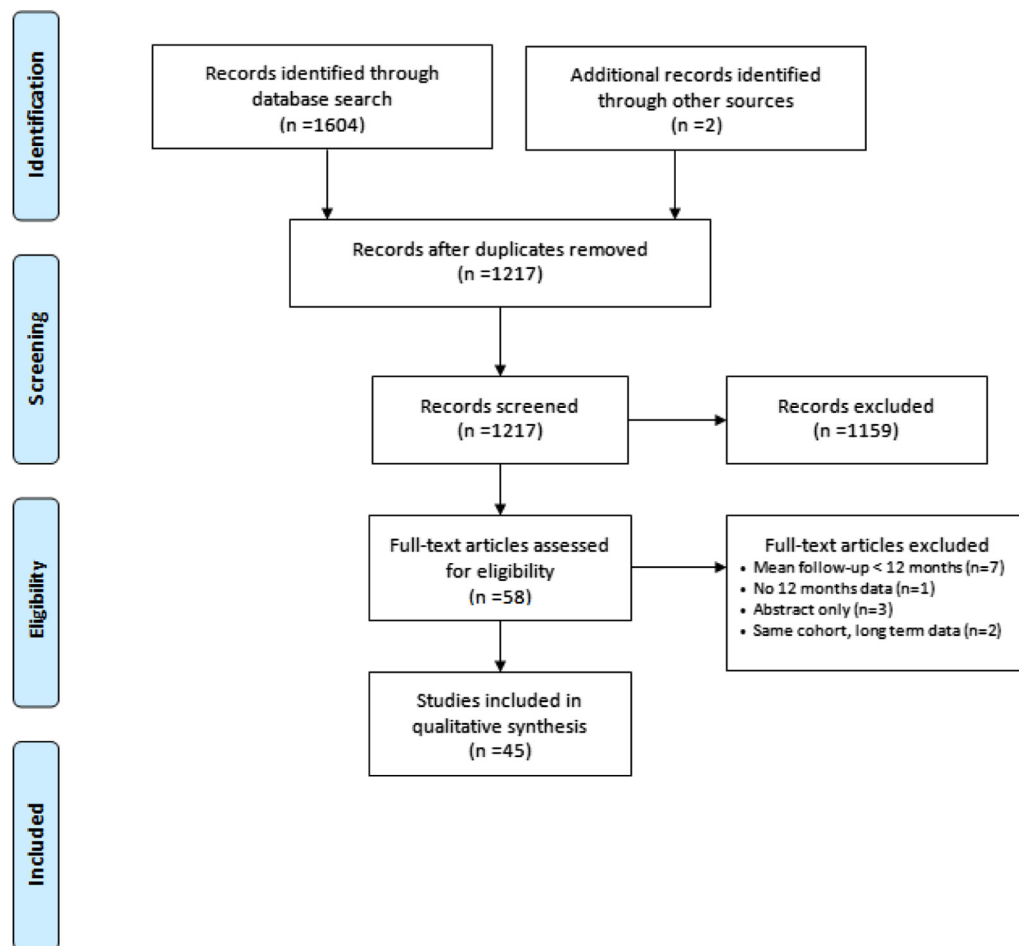 Identification
Records identified through
database search
(n =1604)
Additional records identified
through other sources
(n =2)
Records after duplicates removed
(n =1217)
Screening
Records screened
(n =1217)
Records excluded
(n =1159)
Eligibility
Full-text articles assessed
for eligibility
(n =58)
Full-text articles excluded
• Mean follow-up < 12 months (n=7)
• No 12 months data (n=1)
• Abstract only (n=3)
• Same cohort, long term data (n=2)
Studies included in
qualitative synthesis
(n =45)
Included